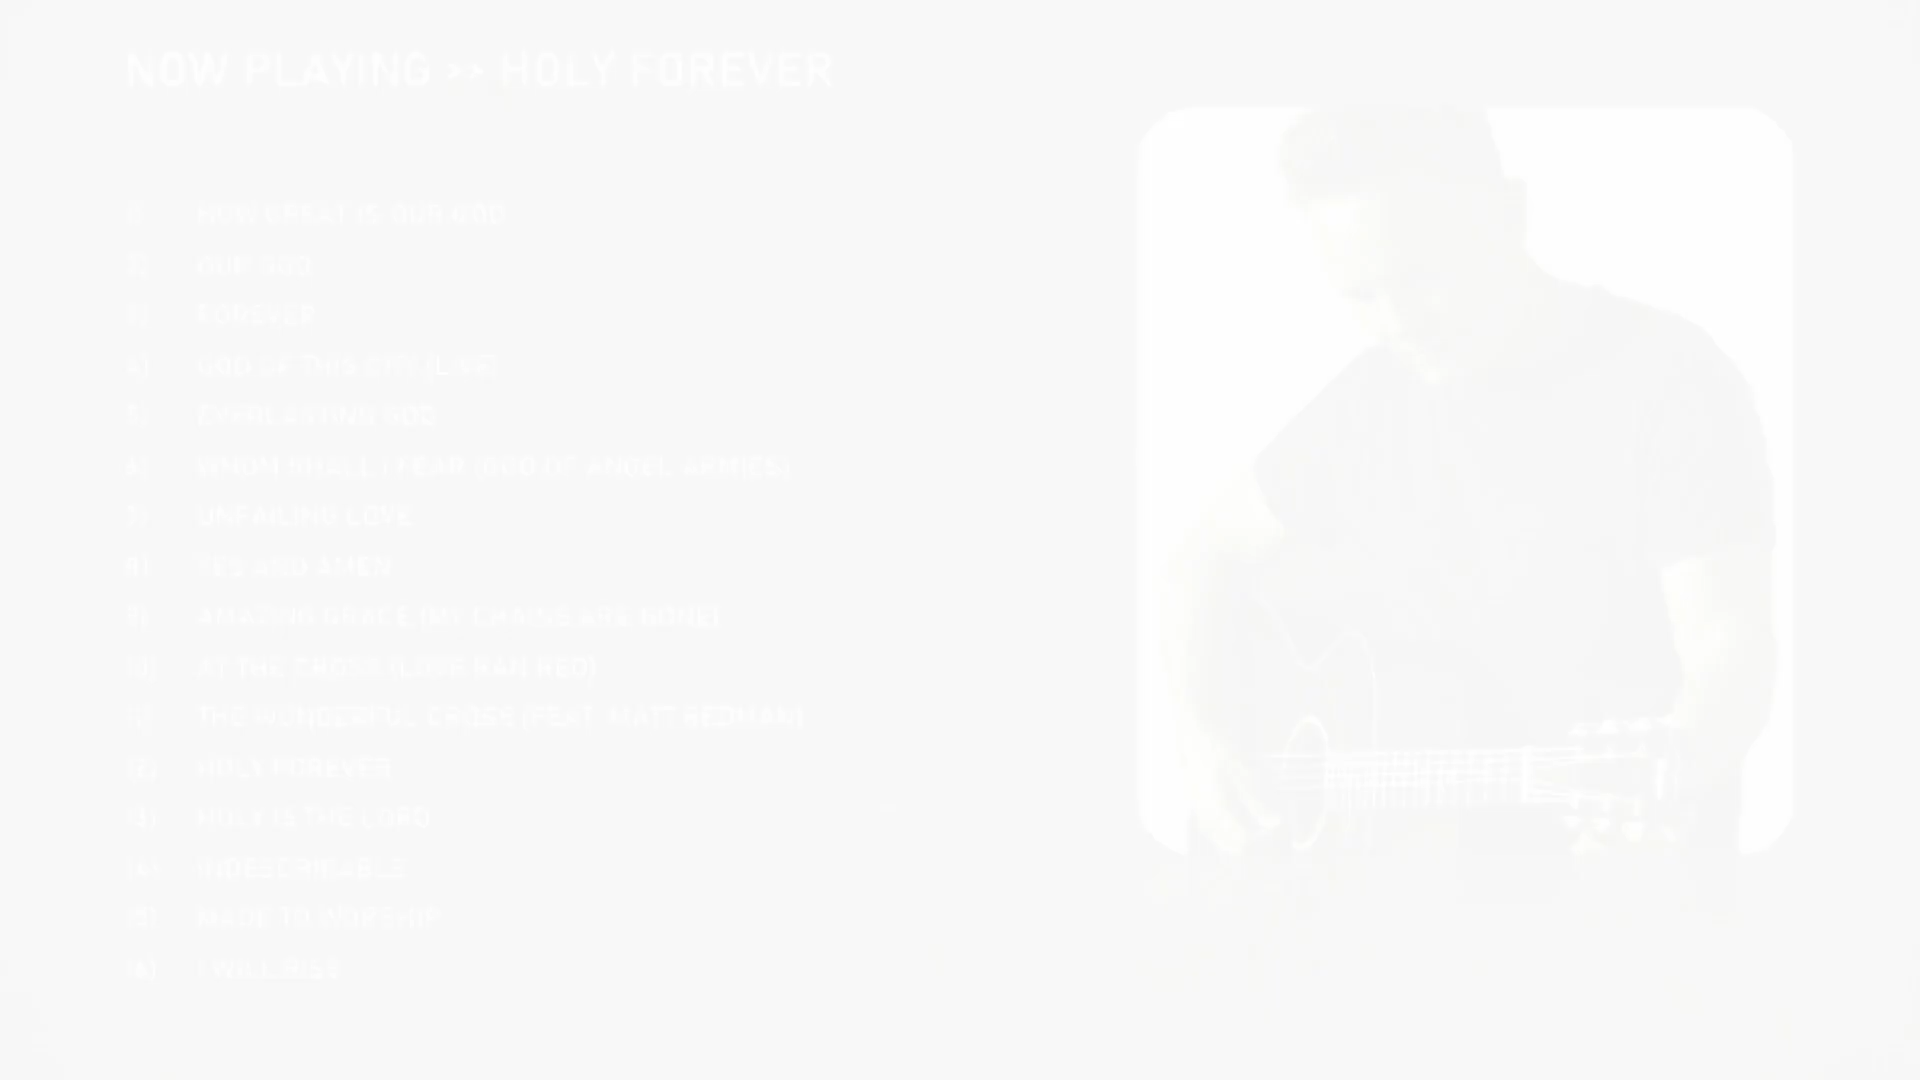 NOW PLAYING >> HOLY FOREVER
1) HOW GREAT IS OUR GOD
2) OUR GOD
3) FOREVER
4) GOD OF THIS CITY (LIVE)
5) EVERLASTING GOD
6) WHOM SHALL I FEAR (GOD OF ANGEL ARMIES)
7) UNFAILING LOVE
8) YES AND AMEN
9) AMAZING GRACE (MY CHAINS ARE GONE)
10) AT THE CROSS (LOVE RAN RED)
11) THE WONDERFUL CROSS (FEAT. MATT REDMAN)
12) HOLY FOREVER
13) HOLY IS THE LORD
14) INDESCRIBABLE
15) MADE TO WORSHIP
16) I WILL RISE